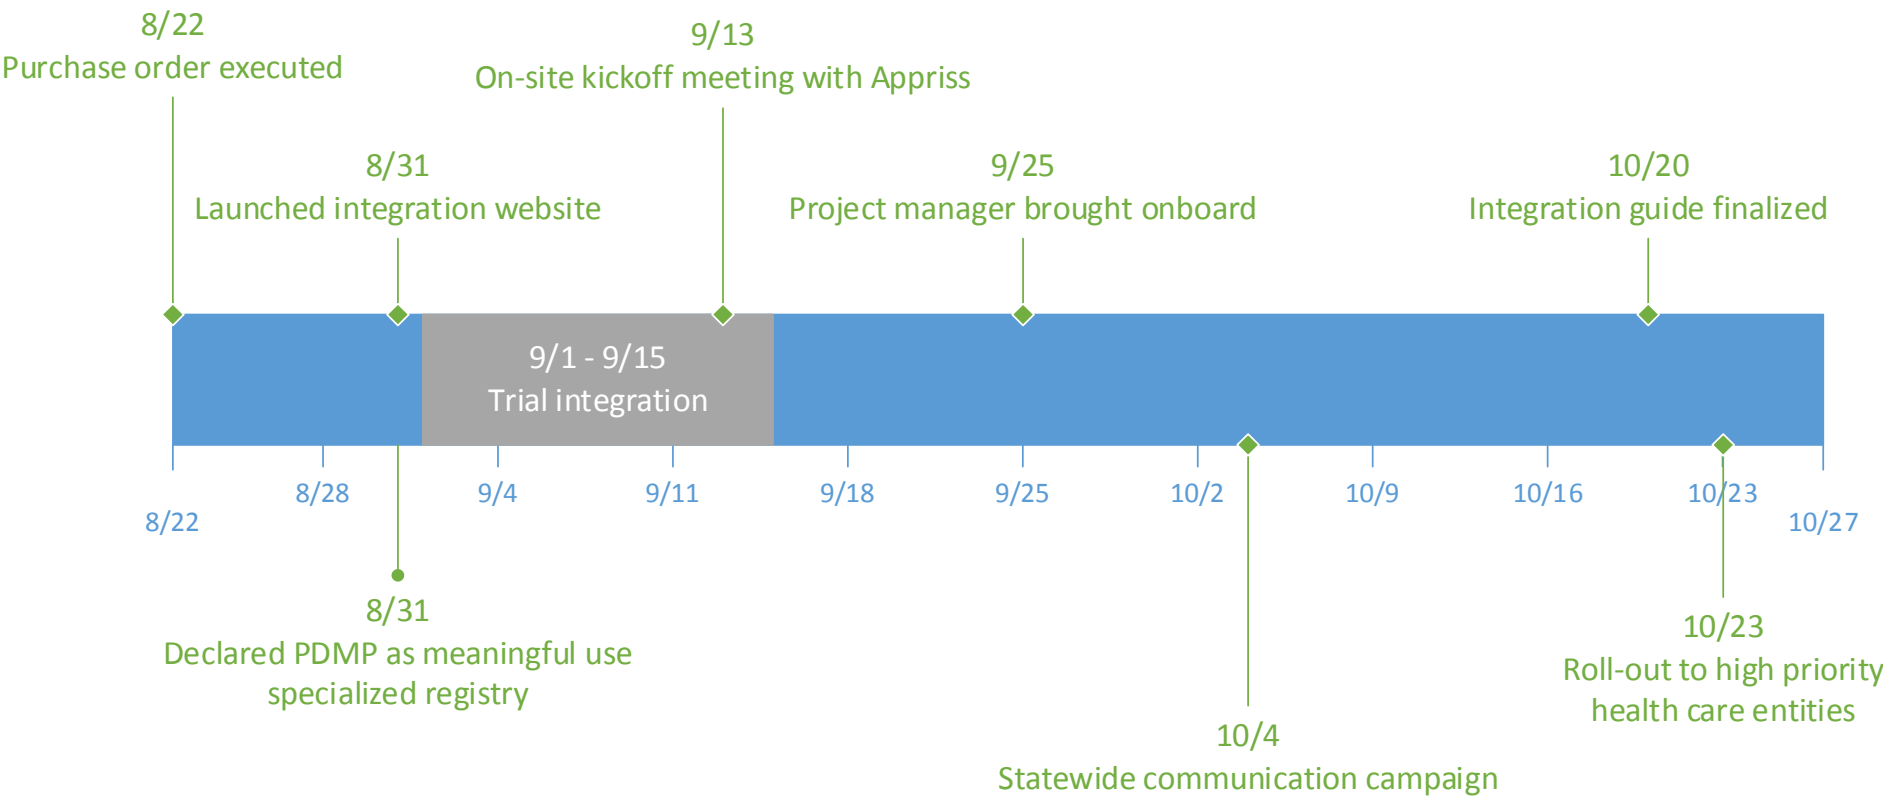 8/22
Purchase order executed
9/13
On-site kickoff meeting with Appriss
8/31
Launched integration website
9/25
Project manager brought onboard
10/20
Integration guide finalized
9/1 - 9/15
Trial integration
8/22
8/28
9/4
9/11
9/18
9/25
10/2
10/9
10/16
10/23
10/27
8/31
Declared PDMP as meaningful use
specialized registry
10/4
Statewide communication campaign
10/23
Roll-out to high priority
health care entities